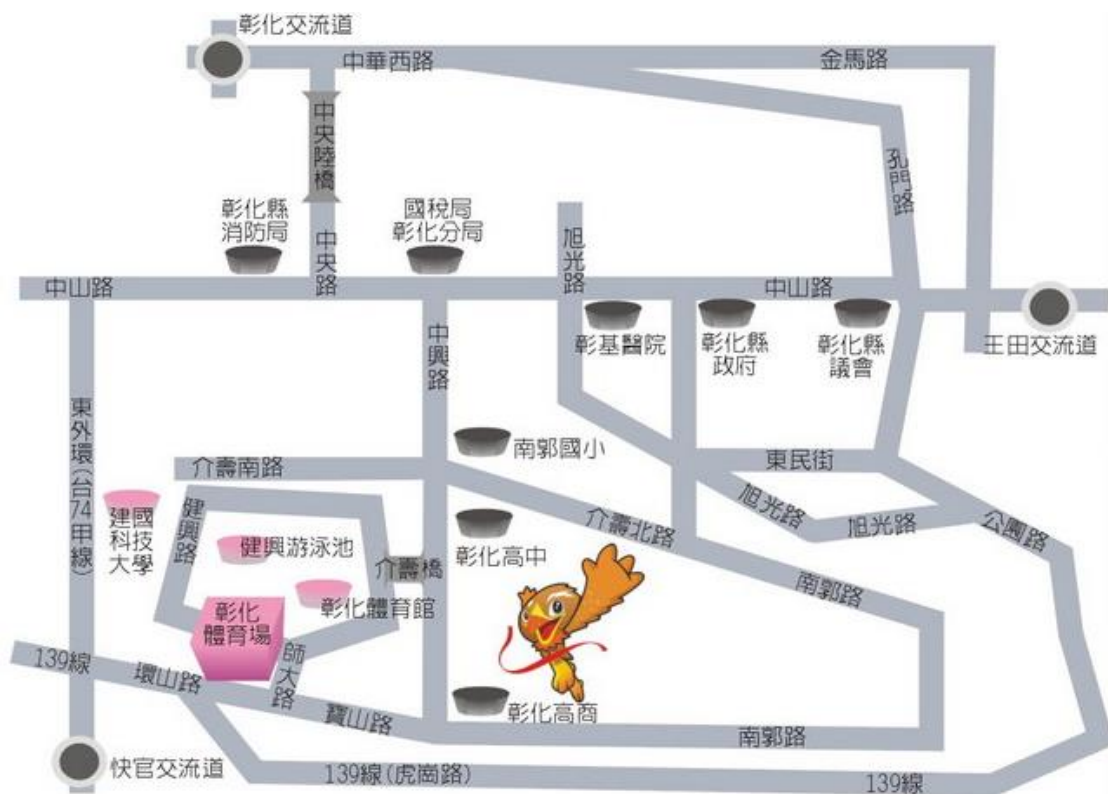 彰化交流道
中華西路
金馬路
中央陸橋
孔門路
彰化縣
消防局
國稅局
彰化分局
中央路
旭光路
中山路
中山路
彰基醫院
彰化縣
政府
彰化縣
議會
王田交流道
中興路
東外環(台74甲線)
南郭國小
介壽南路
東民街
建國
科技
大學
健興路
健興游泳池
彰化高中
介壽北路
旭光路
旭光路
公園路
介壽橋
南郭路
彰化體育館
彰化
體育場
139線
環山路
師大路
寶山路
彰化高商
南郭路
快官交流道
139線(虎崗路)
139線